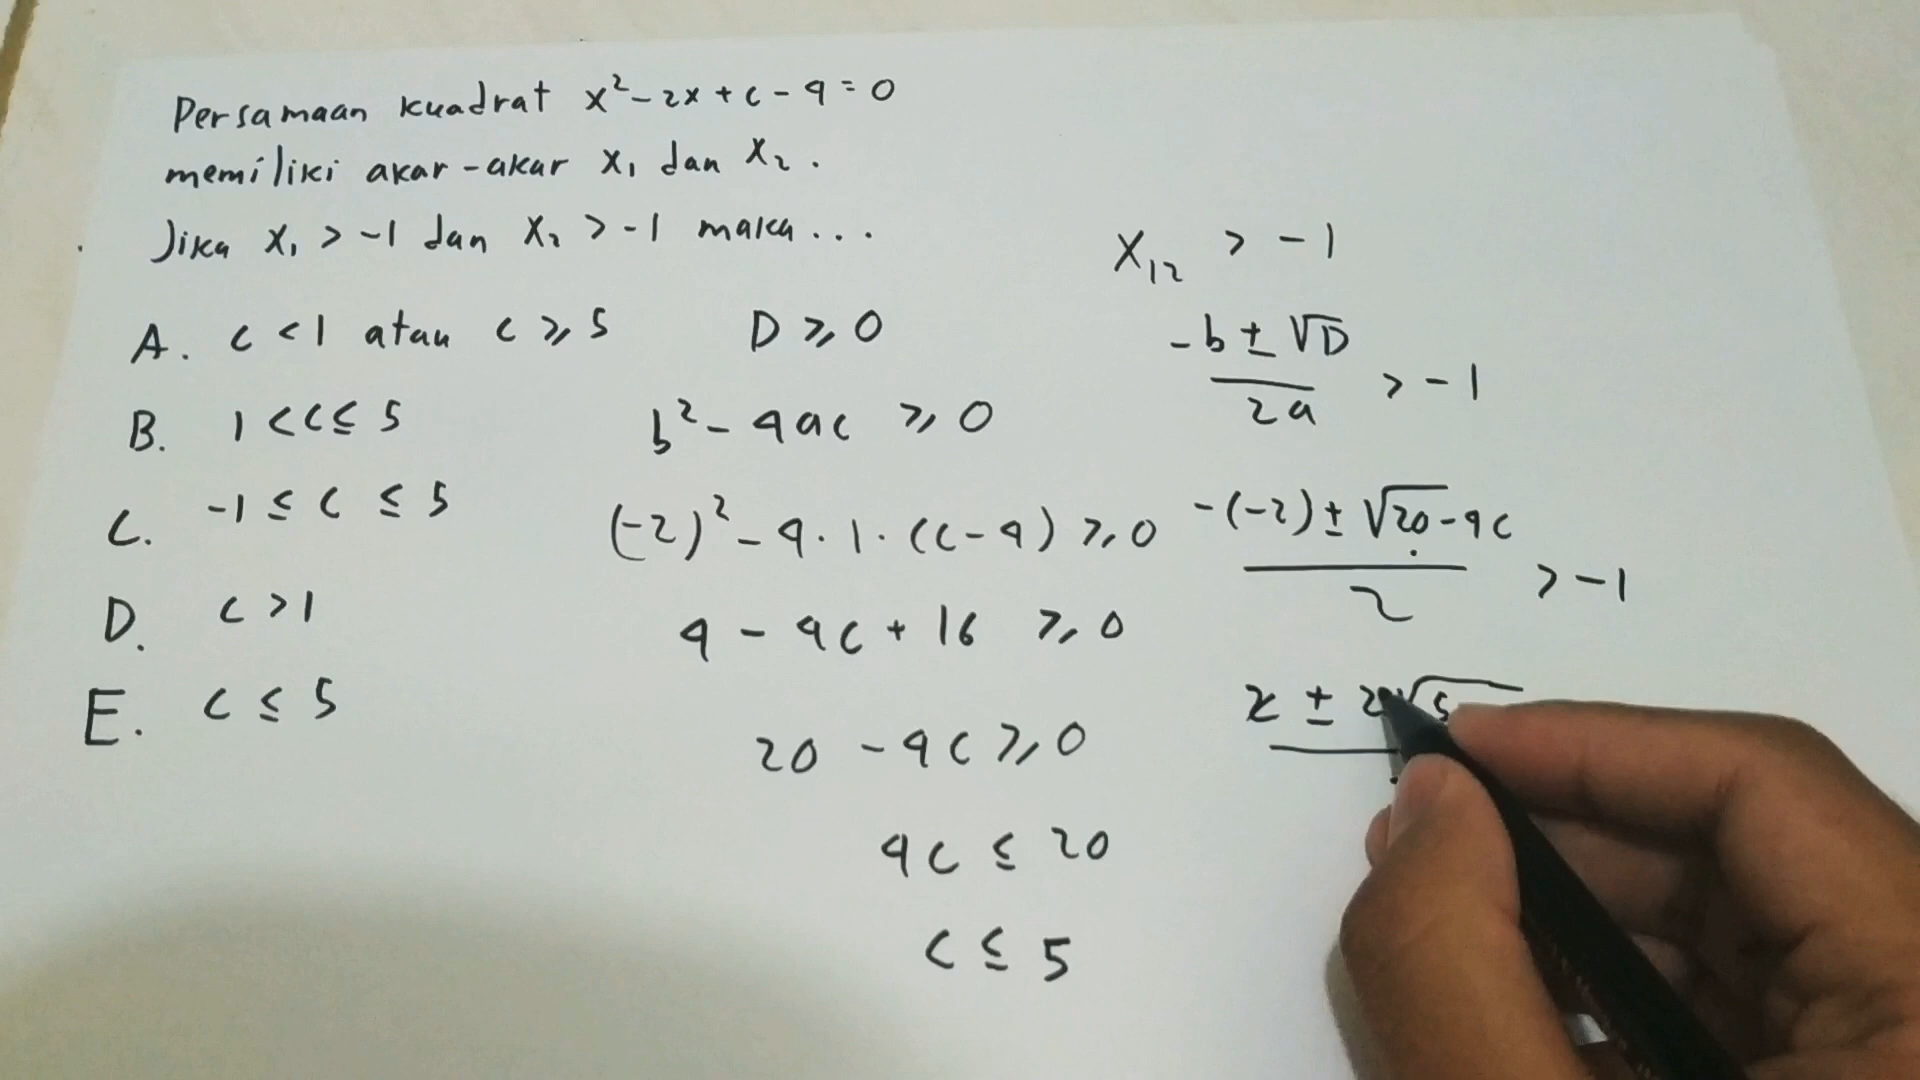 Persamaan kuadrat x² - 2x + c - 4 = 0
memiliki akar-akar x₁ dan x₂.
Jika x₁ > -1 dan x₂ > -1 maka...
A. c < 1 atau c ≥ 5
B. 1 < c ≤ 5
C. -1 ≤ c ≤ 5
D. c > 1
E. c ≤ 5
D ≥ 0
b² - 4ac ≥ 0
(-2)² - 4·1·(c-4) ≥ 0
4 - 4c + 16 ≥ 0
20 - 4c ≥ 0
4c ≤ 20
c ≤ 5
x₁₂ > -1
-b ± √D
2a
> -1
-(-2) ± √20-4c
2
> -1
2 ± 2√5